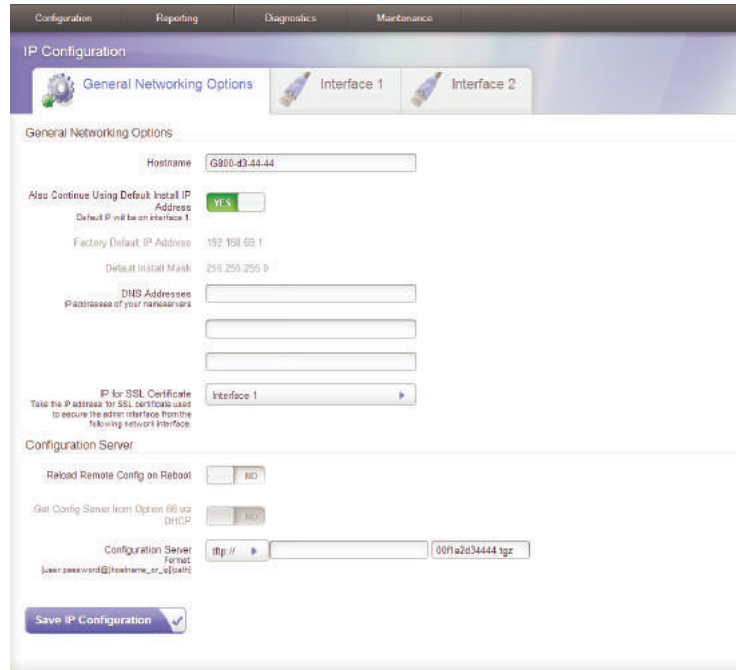 Configuration Reporting Diagnostics Maintenance
IP Configuration
General Networking Options Interface 1 Interface 2
General Networking Options
Hostname G800-d3-44-44
Also Continue Using Default Install IP
Address YES
Default IP will be on interface 1.
Factory Default IP Address 192.168.69.1
Default Install Mask 255.255.255.0
DNS Addresses
IP addresses of your nameservers
IP for SSL Certificate Interface 1
Take the IP address for SSL certificate used
to secure the admin interface from the
following network interface.
Configuration Server
Reload Remote Config on Reboot NO
Get Config Server from Option 66 via
DHCP NO
Configuration Server tftp:// 00f1a2d34444.tgz
Format:
[user:password@]hostname_or_ip[/path]
Save IP Configuration